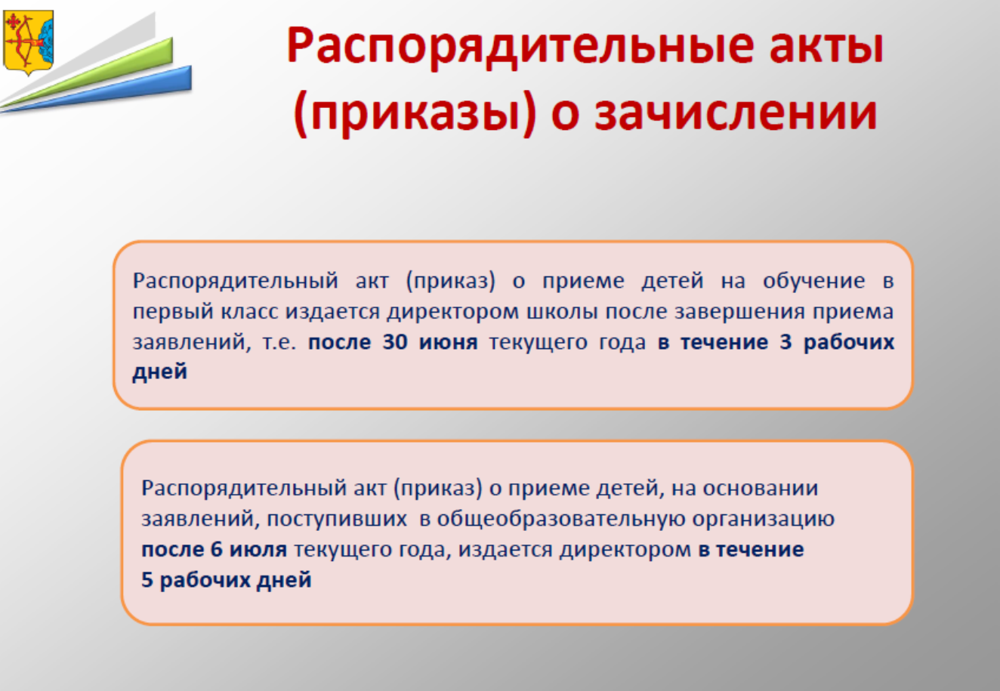 Распорядительные акты
(приказы) о зачислении
Распорядительный акт (приказ) о приеме детей на обучение в
первый класс издается директором школы после завершения приема
заявлений, т.е. после 30 июня текущего года в течение 3 рабочих
дней
Распорядительный акт (приказ) о приеме детей, на основании
заявлений, поступивших в общеобразовательную организацию
после 6 июля текущего года, издается директором в течение
5 рабочих дней